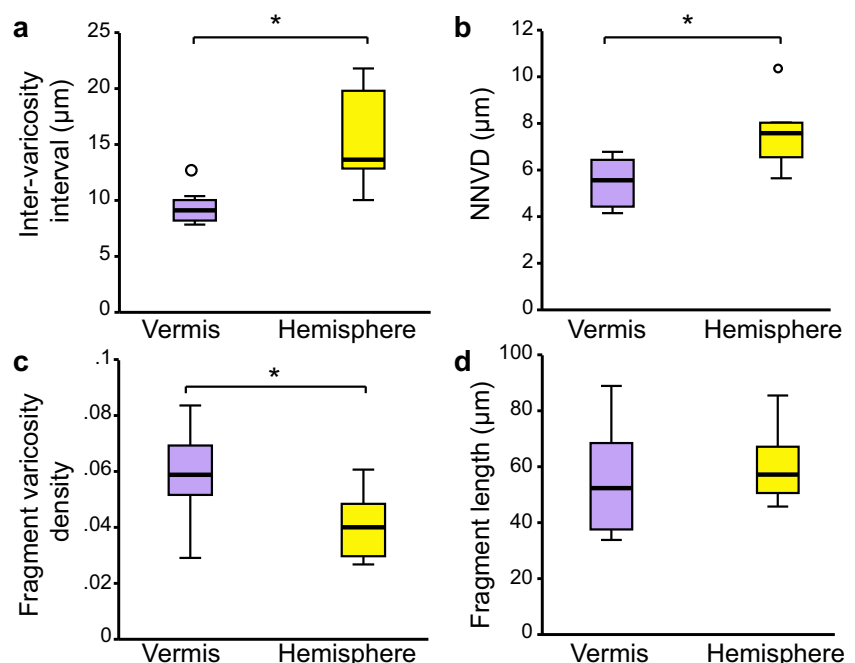 a
Inter-varicosity
interval (µm)
25
20
15
10
5
0
*
Vermis
Hemisphere
b
NNVD (µm)
12
10
8
6
4
2
0
*
Vermis
Hemisphere
c
Fragment varicosity
density
.1
.08
.06
.04
.02
0
*
Vermis
Hemisphere
d
Fragment length (µm)
100
80
60
40
20
0
Vermis
Hemisphere